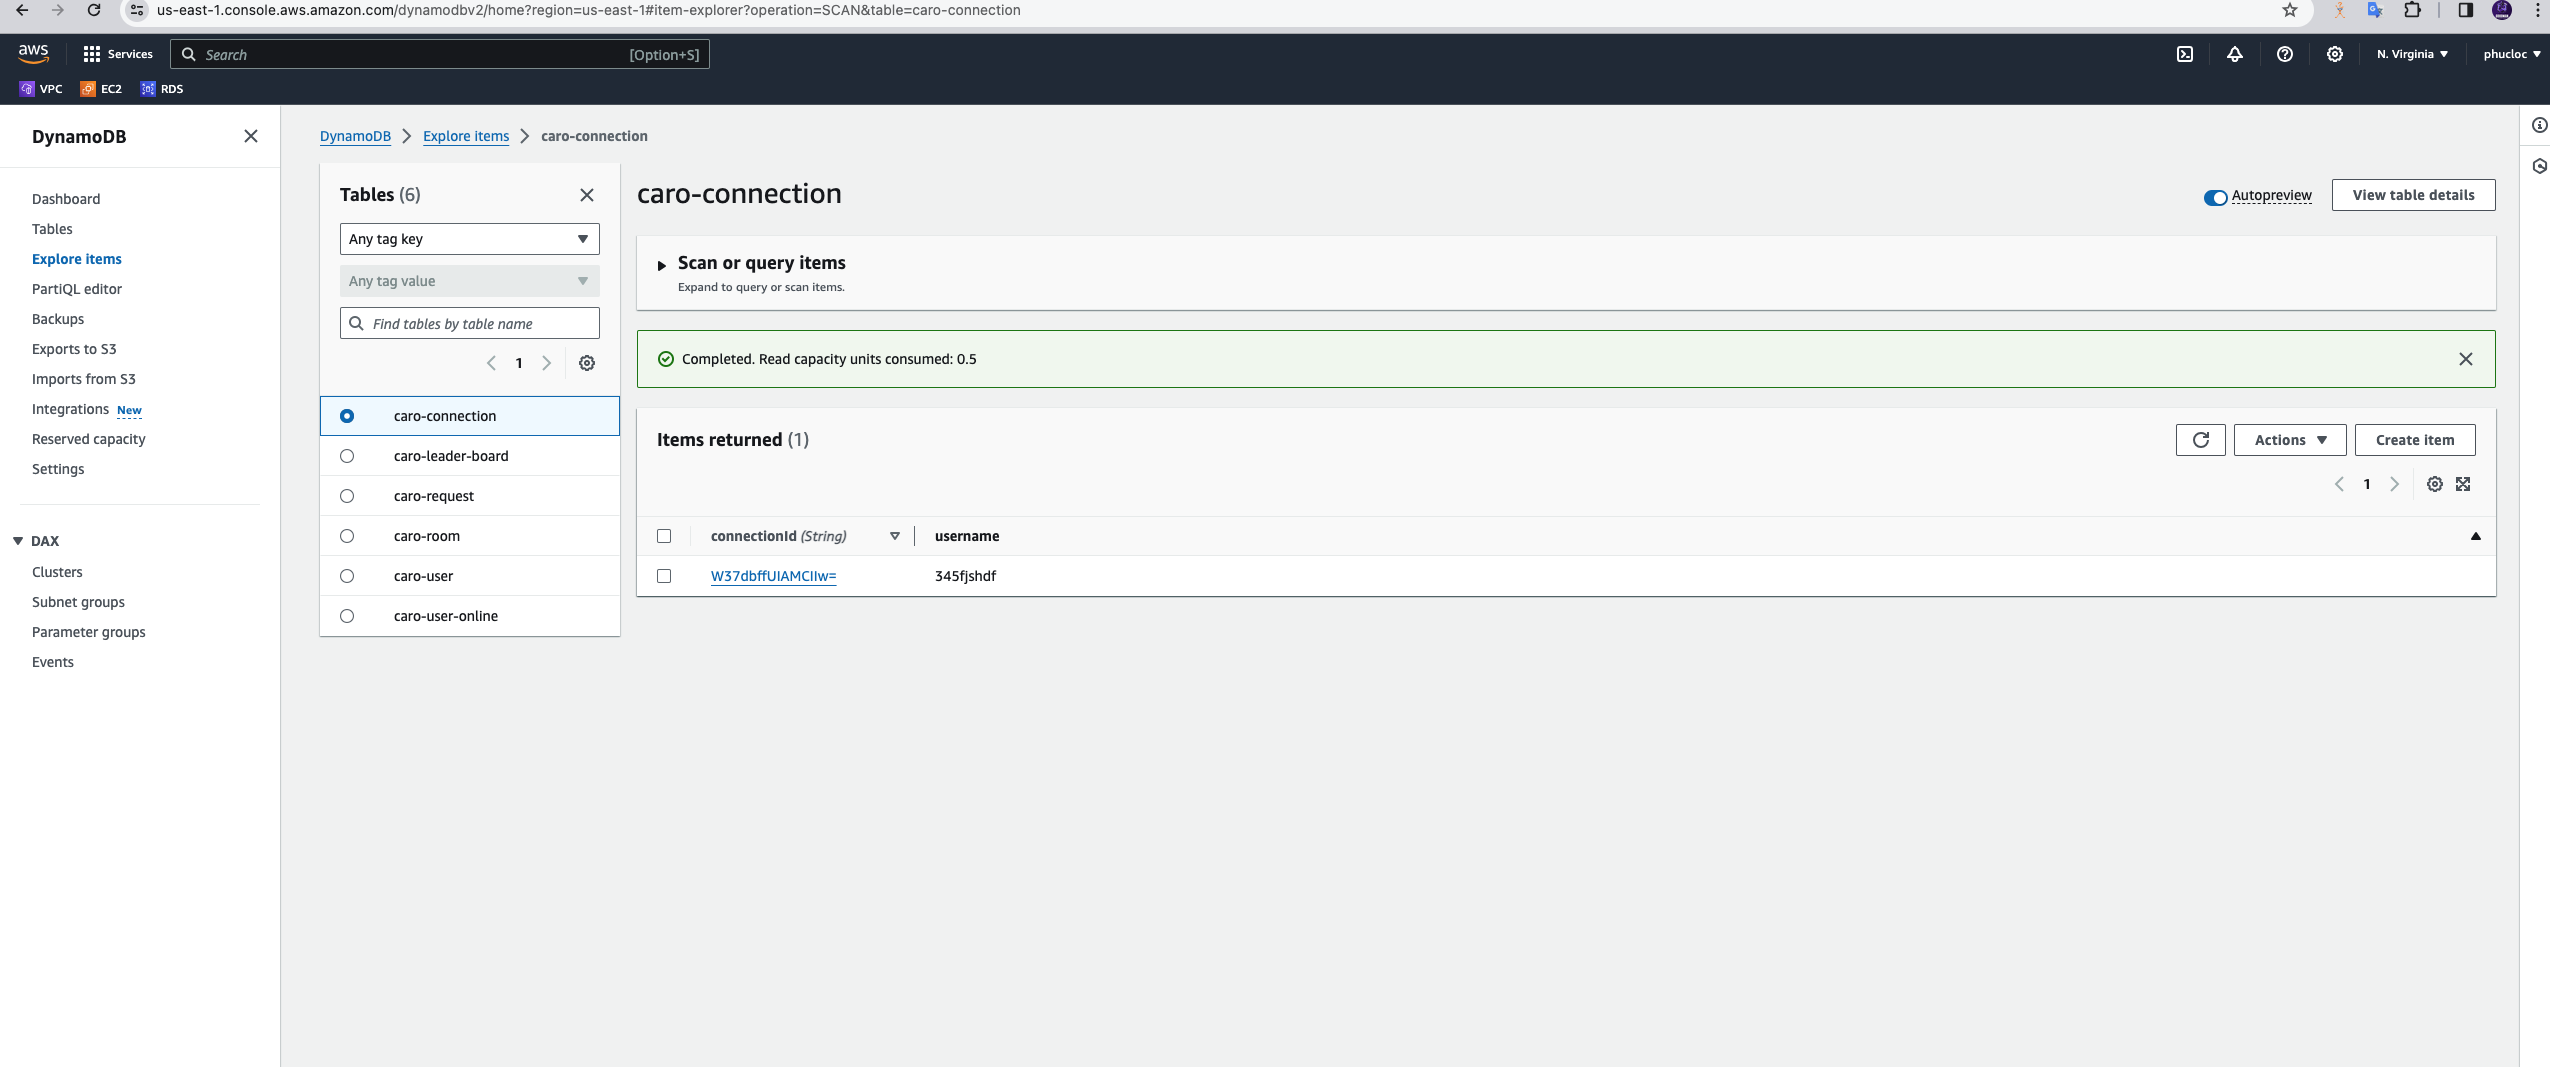 us-east-1.console.aws.amazon.com/dynamodbv2/home?region=us-east-1#item-explorer?operation=SCAN&table=caro-connection
aws
Services
Search
[Option+S]
N. Virginia
phucloc
VPC
EC2
RDS
DynamoDB
Dashboard
Tables
Explore items
PartiQL editor
Backups
Exports to S3
Imports from S3
Integrations New
Reserved capacity
Settings
DAX
Clusters
Subnet groups
Parameter groups
Events
DynamoDB > Explore items > caro-connection
Tables (6)
Any tag key
Any tag value
Find tables by table name
1
caro-connection
caro-leader-board
caro-request
caro-room
caro-user
caro-user-online
caro-connection
Autopreview
View table details
Scan or query items
Expand to query or scan items.
Completed. Read capacity units consumed: 0.5
Items returned (1)
Actions
Create item
1
connectionId (String)
username
W37dbffUIAMCIIw=
345fjshdf